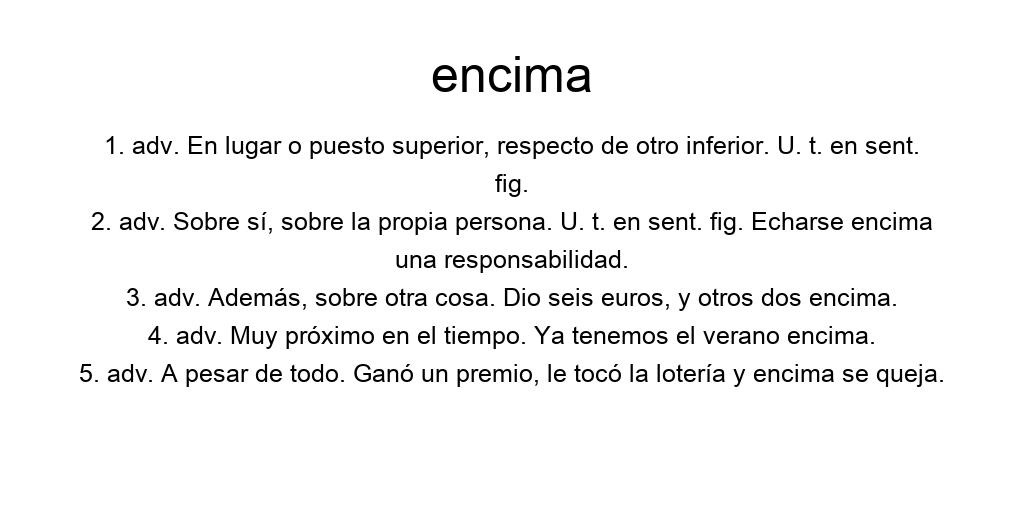 encima
1. adv. En lugar o puesto superior, respecto de otro inferior. U. t. en sent.
fig.
2. adv. Sobre sí, sobre la propia persona. U. t. en sent. fig. Echarse encima
una responsabilidad.
3. adv. Además, sobre otra cosa. Dio seis euros, y otros dos encima.
4. adv. Muy próximo en el tiempo. Ya tenemos el verano encima.
5. adv. A pesar de todo. Ganó un premio, le tocó la lotería y encima se queja.